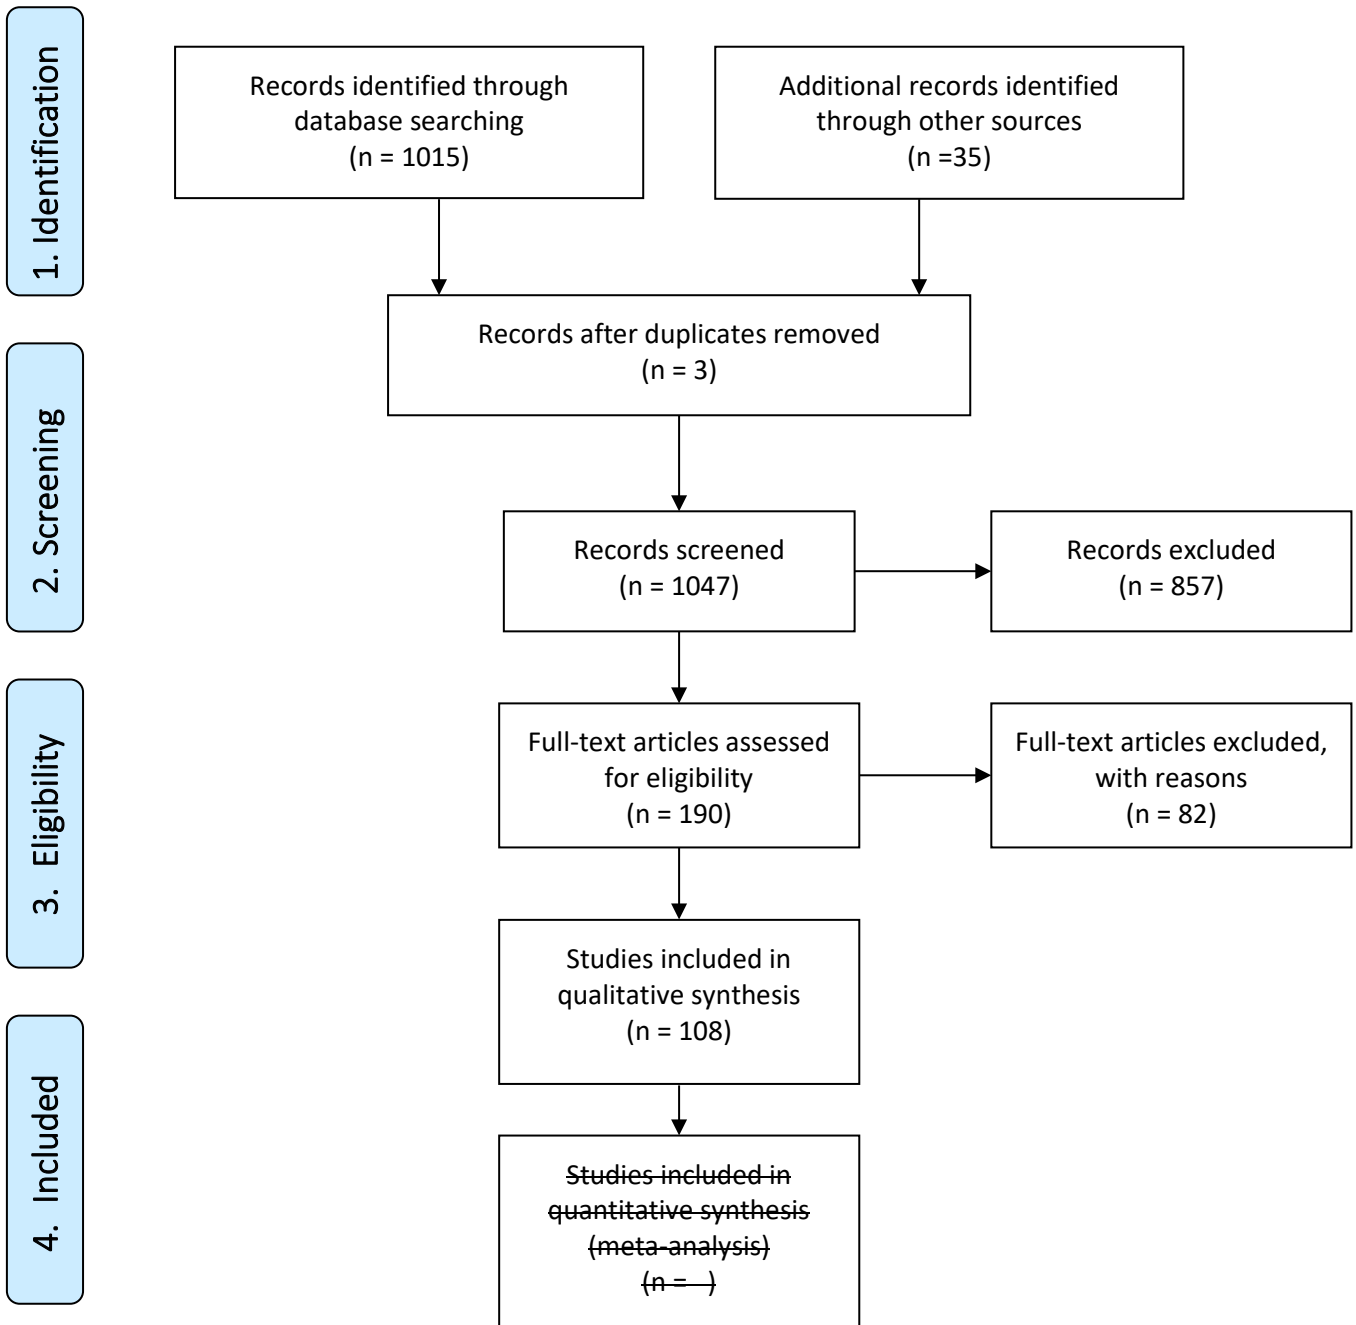 1. Identification
Records identified through
database searching
(n = 1015)
Additional records identified
through other sources
(n =35)
Records after duplicates removed
(n = 3)
2. Screening
Records screened
(n = 1047)
Records excluded
(n = 857)
3. Eligibility
Full-text articles assessed
for eligibility
(n = 190)
Full-text articles excluded,
with reasons
(n = 82)
Studies included in
qualitative synthesis
(n = 108)
4. Included
Studies included in
quantitative synthesis
(meta-analysis)
(n = )